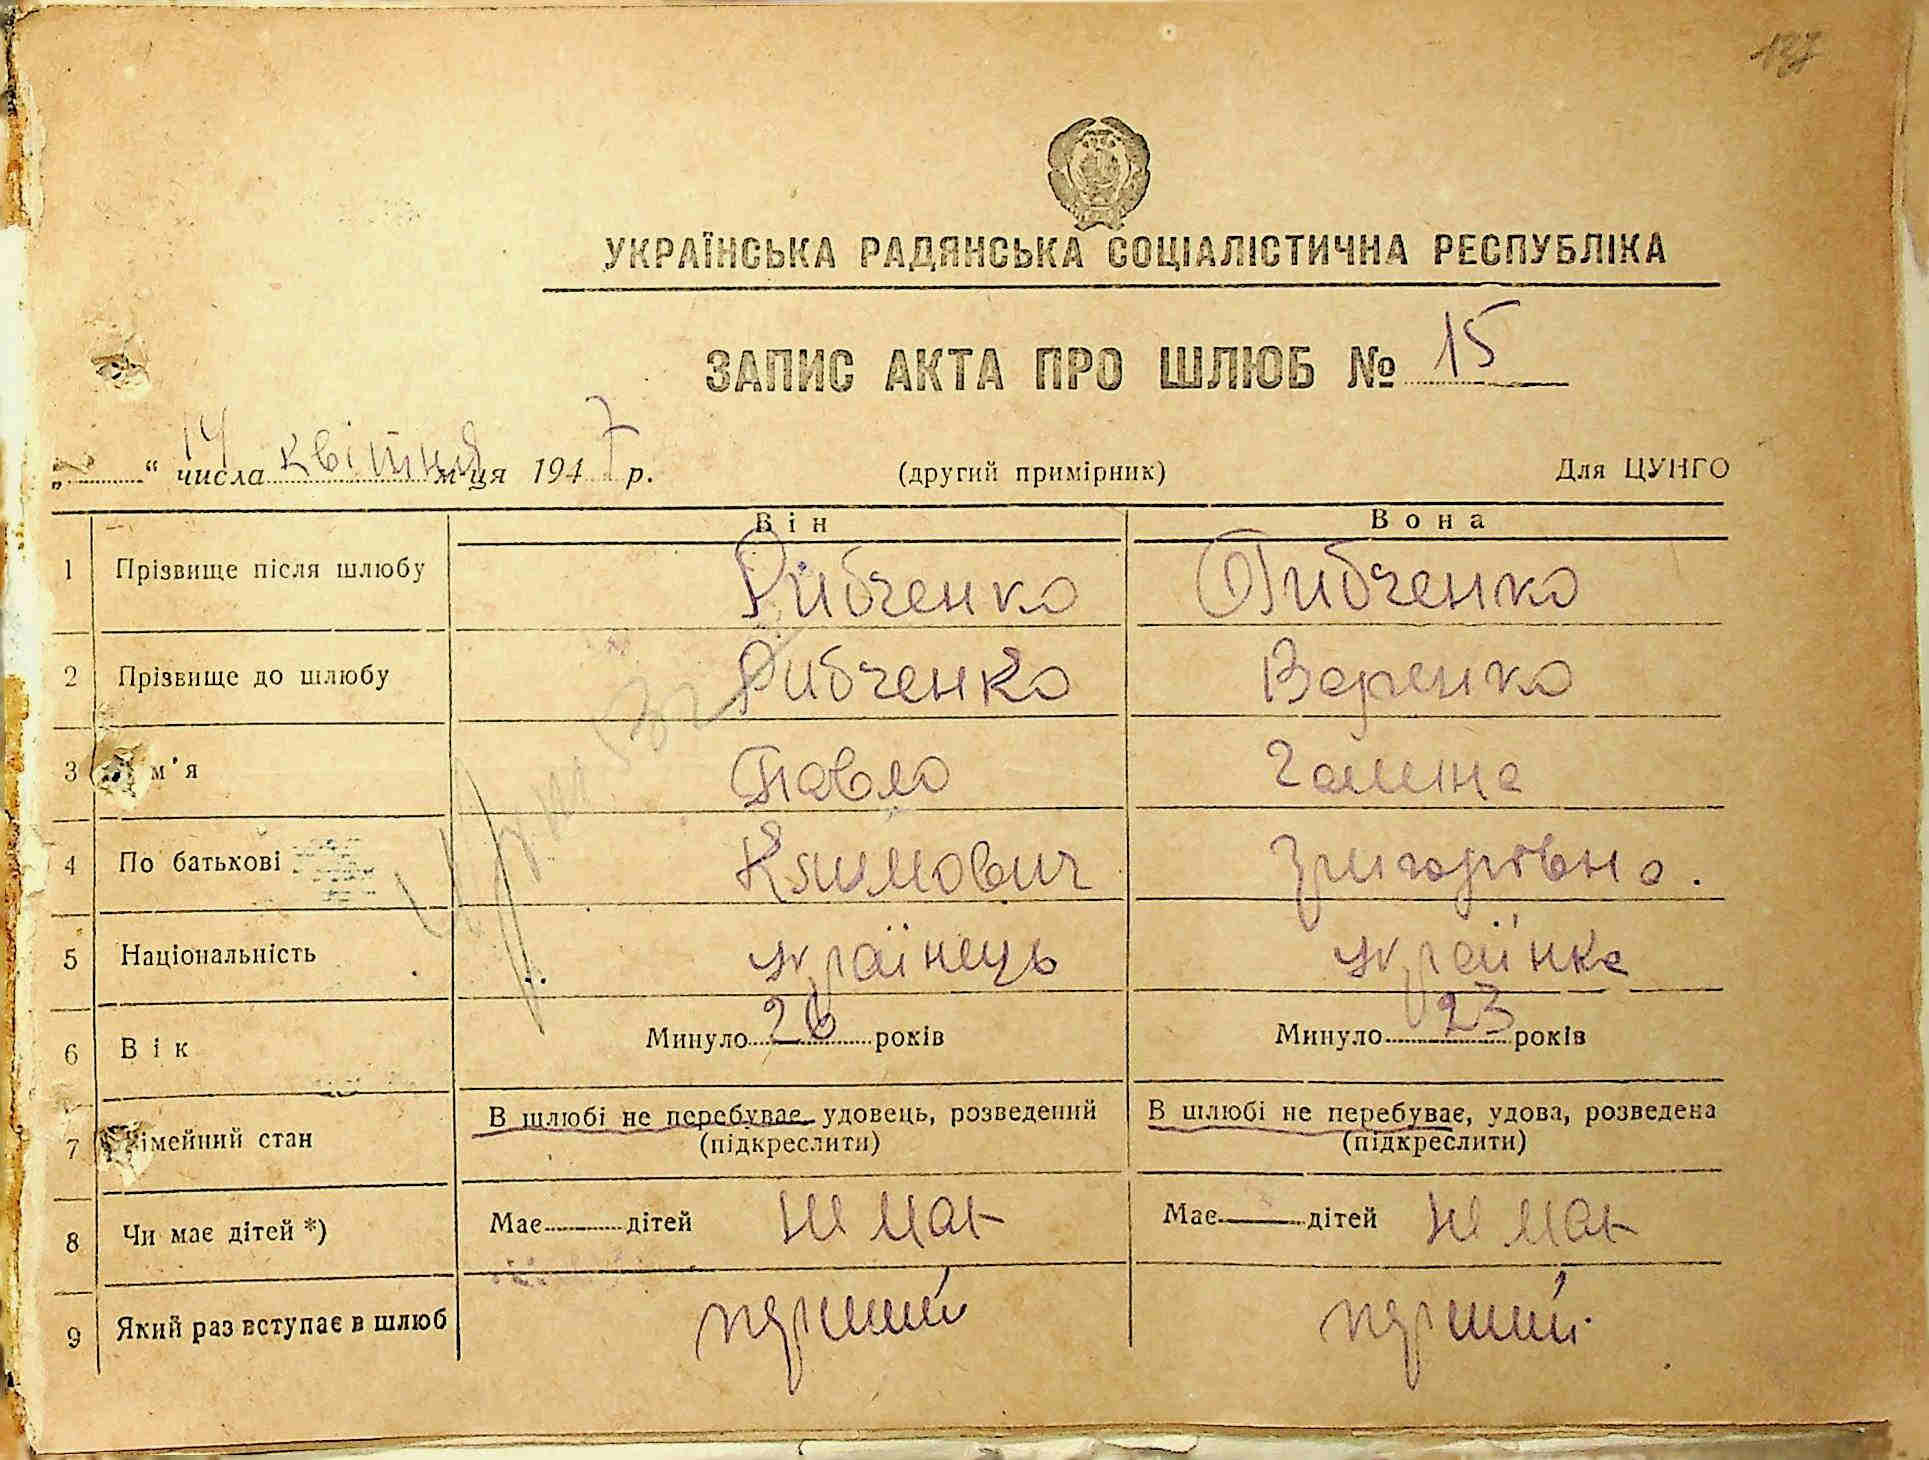 127
УКРАЇНСЬКА РАДЯНСЬКА СОЦІАЛІСТИЧНА РЕСПУБЛІКА
ЗАПИС АКТА ПРО ШЛЮБ № 15
„ “ 14 числа квітня м-ця 1947 р. (другий примірник) Для ЦУНГО
Він Вона
1 Прізвище після шлюбу Рибченко Рибченко
2 Прізвище до шлюбу Рибченко Веренко
3 м'я Павло Галина
4 По батькові Климович Григорівна.
5 Національність українець українка
6 Вік Минуло 26 років Минуло 23 років
7 імейний стан В шлюбі не перебуває, удовець, розведений (підкреслити) В шлюбі не перебуває, удова, розведена (підкреслити)
8 Чи має дітей *) Має дітей не має Має дітей не має
9 Який раз вступає в шлюб перший перший